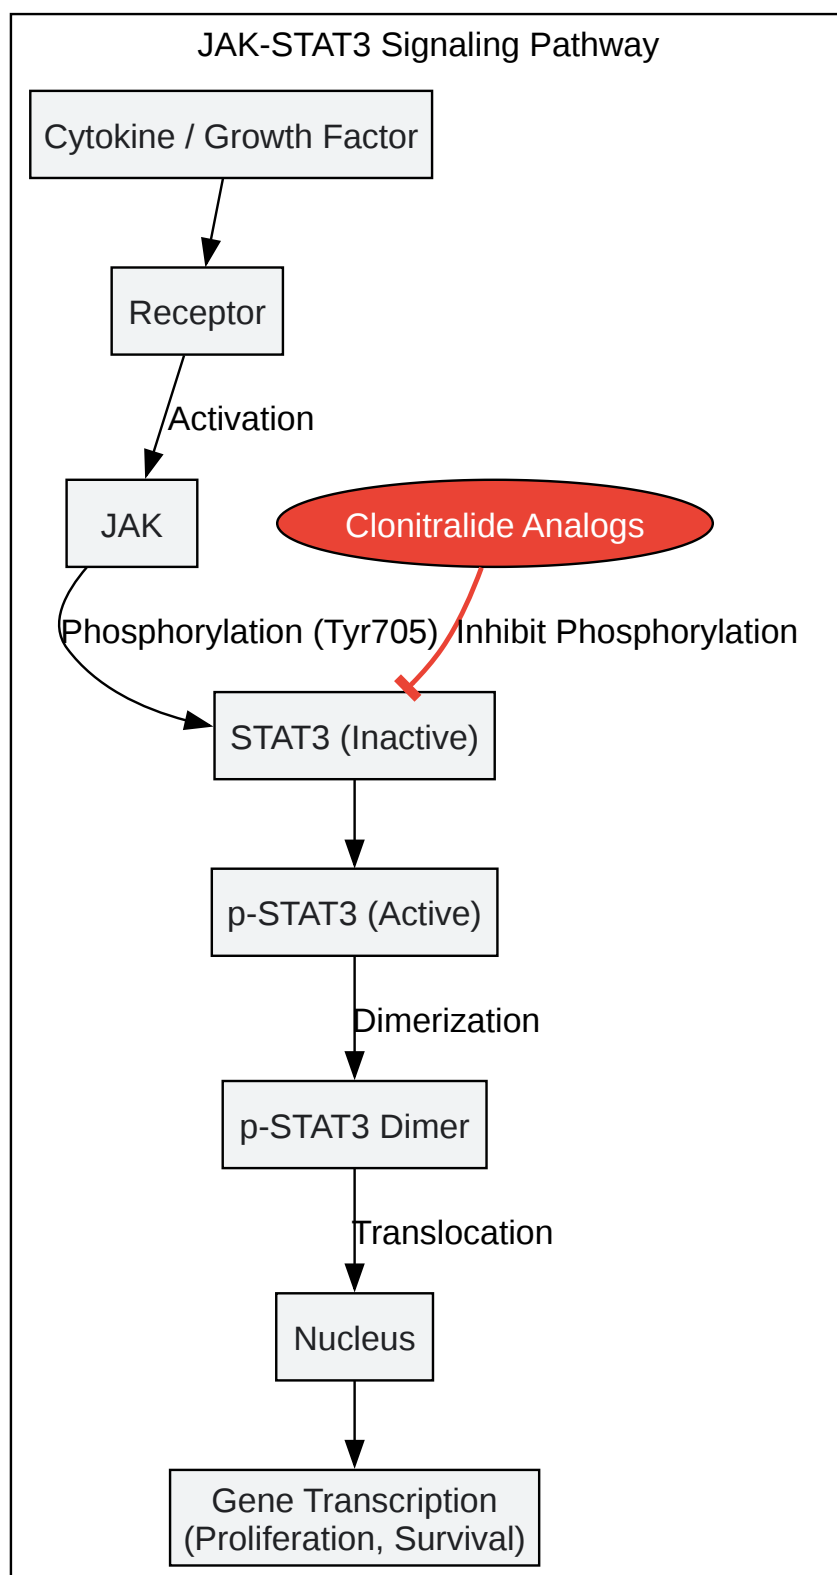 JAK-STAT3 Signaling Pathway
Cytokine / Growth Factor
Receptor
Activation
JAK
Clonitralide Analogs
Phosphorylation (Tyr705)
Inhibit Phosphorylation
STAT3 (Inactive)
p-STAT3 (Active)
Dimerization
p-STAT3 Dimer
Translocation
Nucleus
Gene Transcription
(Proliferation, Survival)